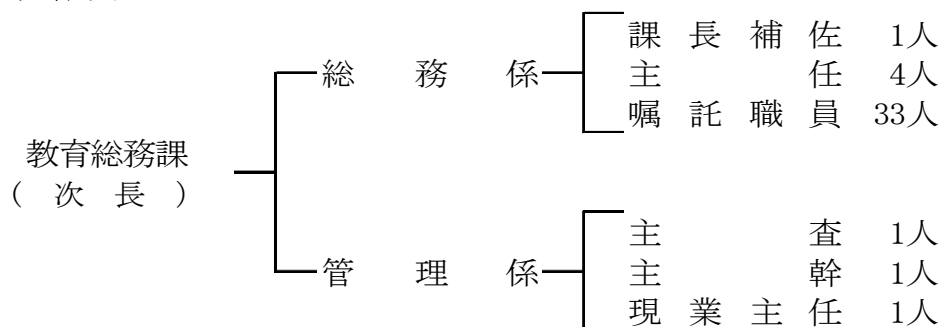 課長補佐 1人
総務係 主任 4人
嘱託職員 33人
教育総務課
(次長)
主査 1人
管理係 主幹 1人
現業主任 1人